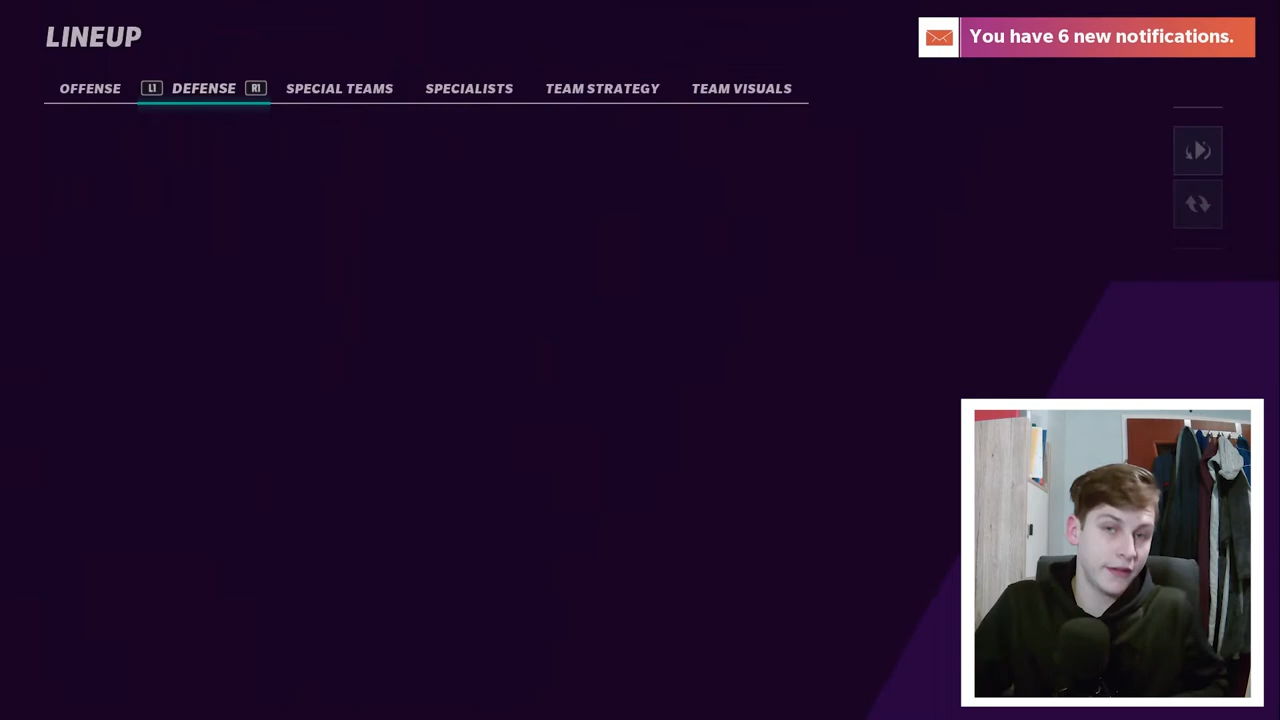 LINEUP
You have 6 new notifications.
OFFENSE L1 DEFENSE R1 SPECIAL TEAMS SPECIALISTS TEAM STRATEGY TEAM VISUALS